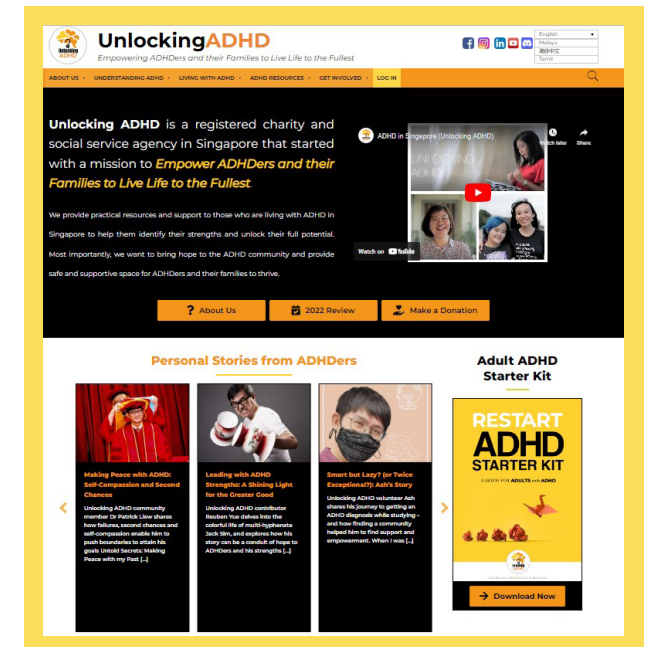 UnlockingADHD
Empowering ADHDers and their Families to Live Life to the Fullest
English
Melayu
简体中文
Tamil
ABOUT US
UNDERSTANDING ADHD
LIVING WITH ADHD
ADHD RESOURCES
GET INVOLVED
LOG IN
Unlocking ADHD is a registered charity and
social service agency in Singapore that started
with a mission to Empower ADHDers and their
Families to Live Life to the Fullest.
We provide practical resources and support to those who are living with ADHD in
Singapore to help them identify their strengths and unlock their full potential.
Most importantly, we want to bring hope to the ADHD community and provide
safe and supportive space for ADHDers and their families to thrive.
ADHD in Singapore (Unlocking ADHD)
Watch later
Share
UNLOCKING
ADHD
Watch on YouTube
? About Us
2022 Review
Make a Donation
Personal Stories from ADHDers
Making Peace with ADHD:
Self-Compassion and Second
Chances
Unlocking ADHD community
member Dr Patrick Liew shares
how failures, second chances and
self-compassion enable him to
push boundaries to attain his
goals Untold Secrets: Making
Peace with my Past [...]
Leading with ADHD
Strengths: A Shining Light
for the Greater Good
Unlocking ADHD contributor
Reuben Yue delves into the
colorful life of multi-hyphenate
Jack Sim, and explores how his
story can be a conduit of hope to
ADHDers and his strengths [...]
Smart but Lazy? (or Twice
Exceptional?): Ash's Story
Unlocking ADHD volunteer Ash
shares his journey to getting an
ADHD diagnosis while studying –
and how finding a community
helped him to find support and
empowerment. When I was [...]
Adult ADHD
Starter Kit
RESTART
ADHD
STARTER KIT
A GUIDE FOR ADULTS with ADHD
Download Now